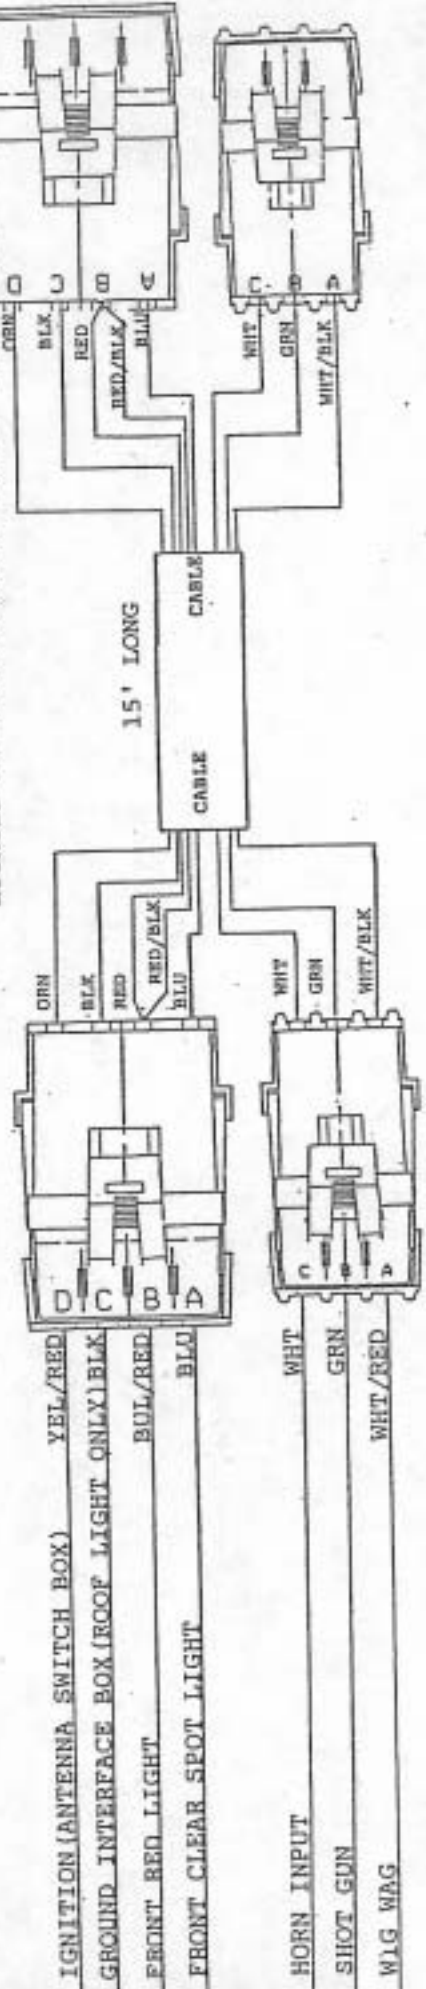 D C B A
ORN
BLK
RED
RED/BLK
BLU
C B A
WHT
GRN
WHT/BLK
15' LONG
CABLE
CABLE
ORN
BLK
RED
RED/BLK
BLU
WHT
GRN
WHT/BLK
D C B A
C B A
IGNITION(ANTENNA SWITCH BOX) YEL/RED
GROUND INTERFACE BOX(ROOF LIGHT ONLY)BLK
FRONT RED LIGHT BUL/RED
FRONT CLEAR SPOT LIGHT BLU
HORN INPUT WHT
SHOT GUN GRN
WIG WAG WHT/RED